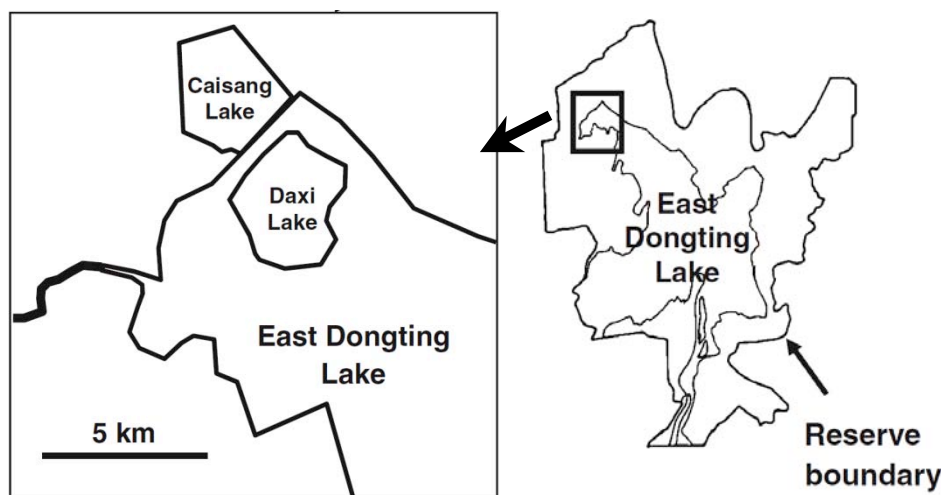 Caisang
Lake
Daxi
Lake
East Dongting
Lake
5 km
East
Dongting
Lake
Reserve
boundary